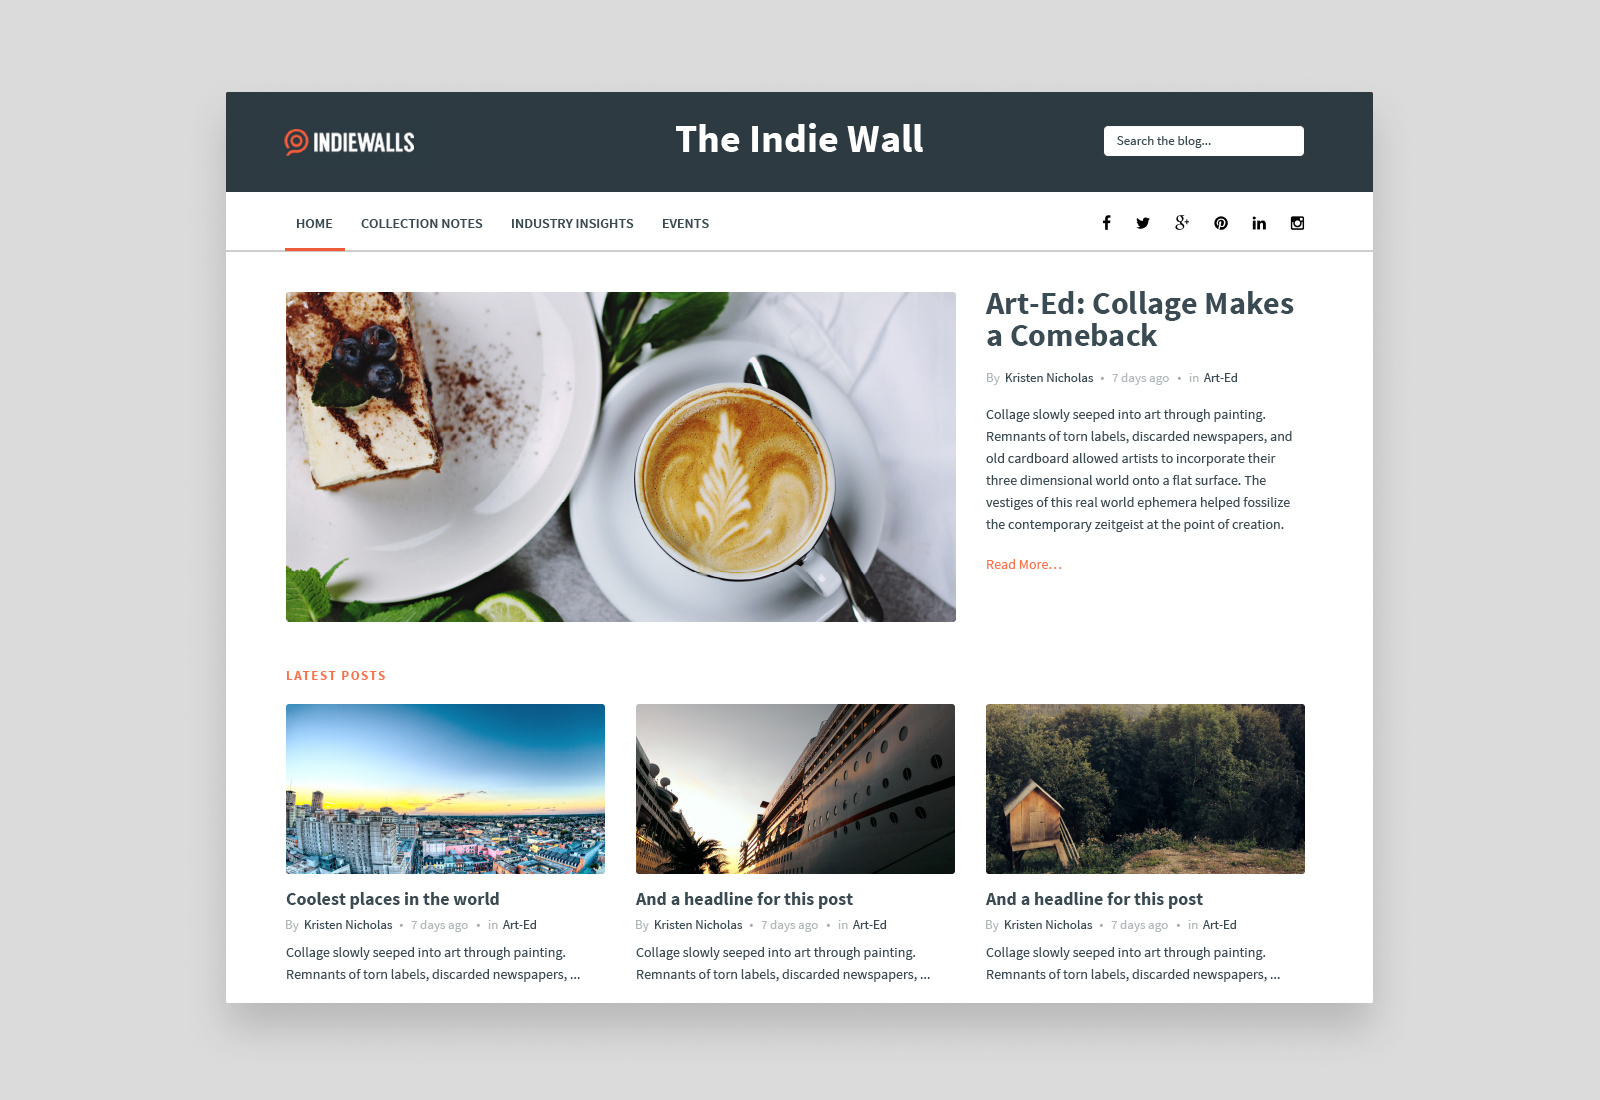 INDIEWALLS
The Indie Wall
Search the blog...
HOME
COLLECTION NOTES
INDUSTRY INSIGHTS
EVENTS
Art-Ed: Collage Makes
a Comeback
By Kristen Nicholas • 7 days ago • in Art-Ed
Collage slowly seeped into art through painting.
Remnants of torn labels, discarded newspapers, and
old cardboard allowed artists to incorporate their
three dimensional world onto a flat surface. The
vestiges of this real world ephemera helped fossilize
the contemporary zeitgeist at the point of creation.
Read More…
LATEST POSTS
Coolest places in the world
By Kristen Nicholas • 7 days ago • in Art-Ed
Collage slowly seeped into art through painting.
Remnants of torn labels, discarded newspapers, ...
And a headline for this post
By Kristen Nicholas • 7 days ago • in Art-Ed
Collage slowly seeped into art through painting.
Remnants of torn labels, discarded newspapers, ...
And a headline for this post
By Kristen Nicholas • 7 days ago • in Art-Ed
Collage slowly seeped into art through painting.
Remnants of torn labels, discarded newspapers, ...